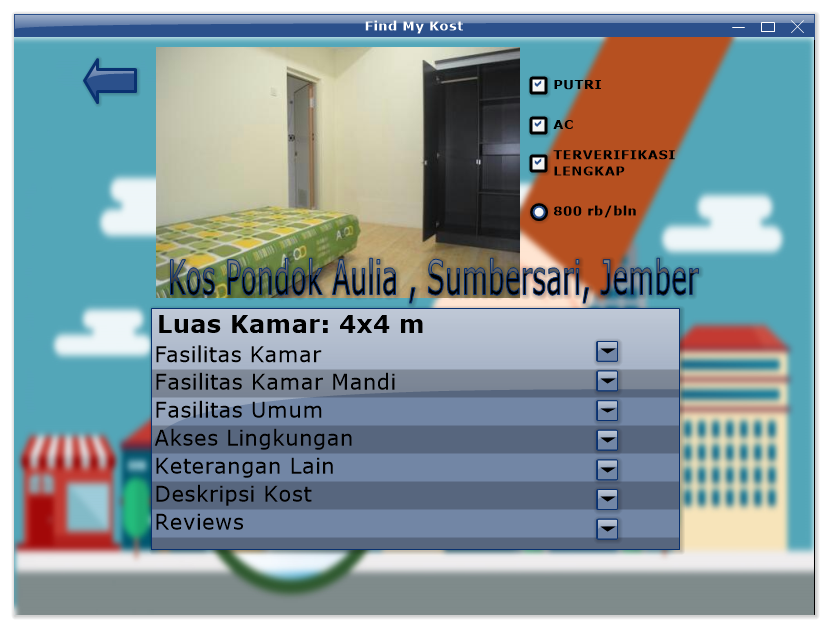 Find My Kost
PUTRI
AC
TERVERIFIKASI
LENGKAP
800 rb/bln
Kos Pondok Aulia , Sumbersari, Jember
Luas Kamar: 4x4 m
Fasilitas Kamar
Fasilitas Kamar Mandi
Fasilitas Umum
Akses Lingkungan
Keterangan Lain
Deskripsi Kost
Reviews